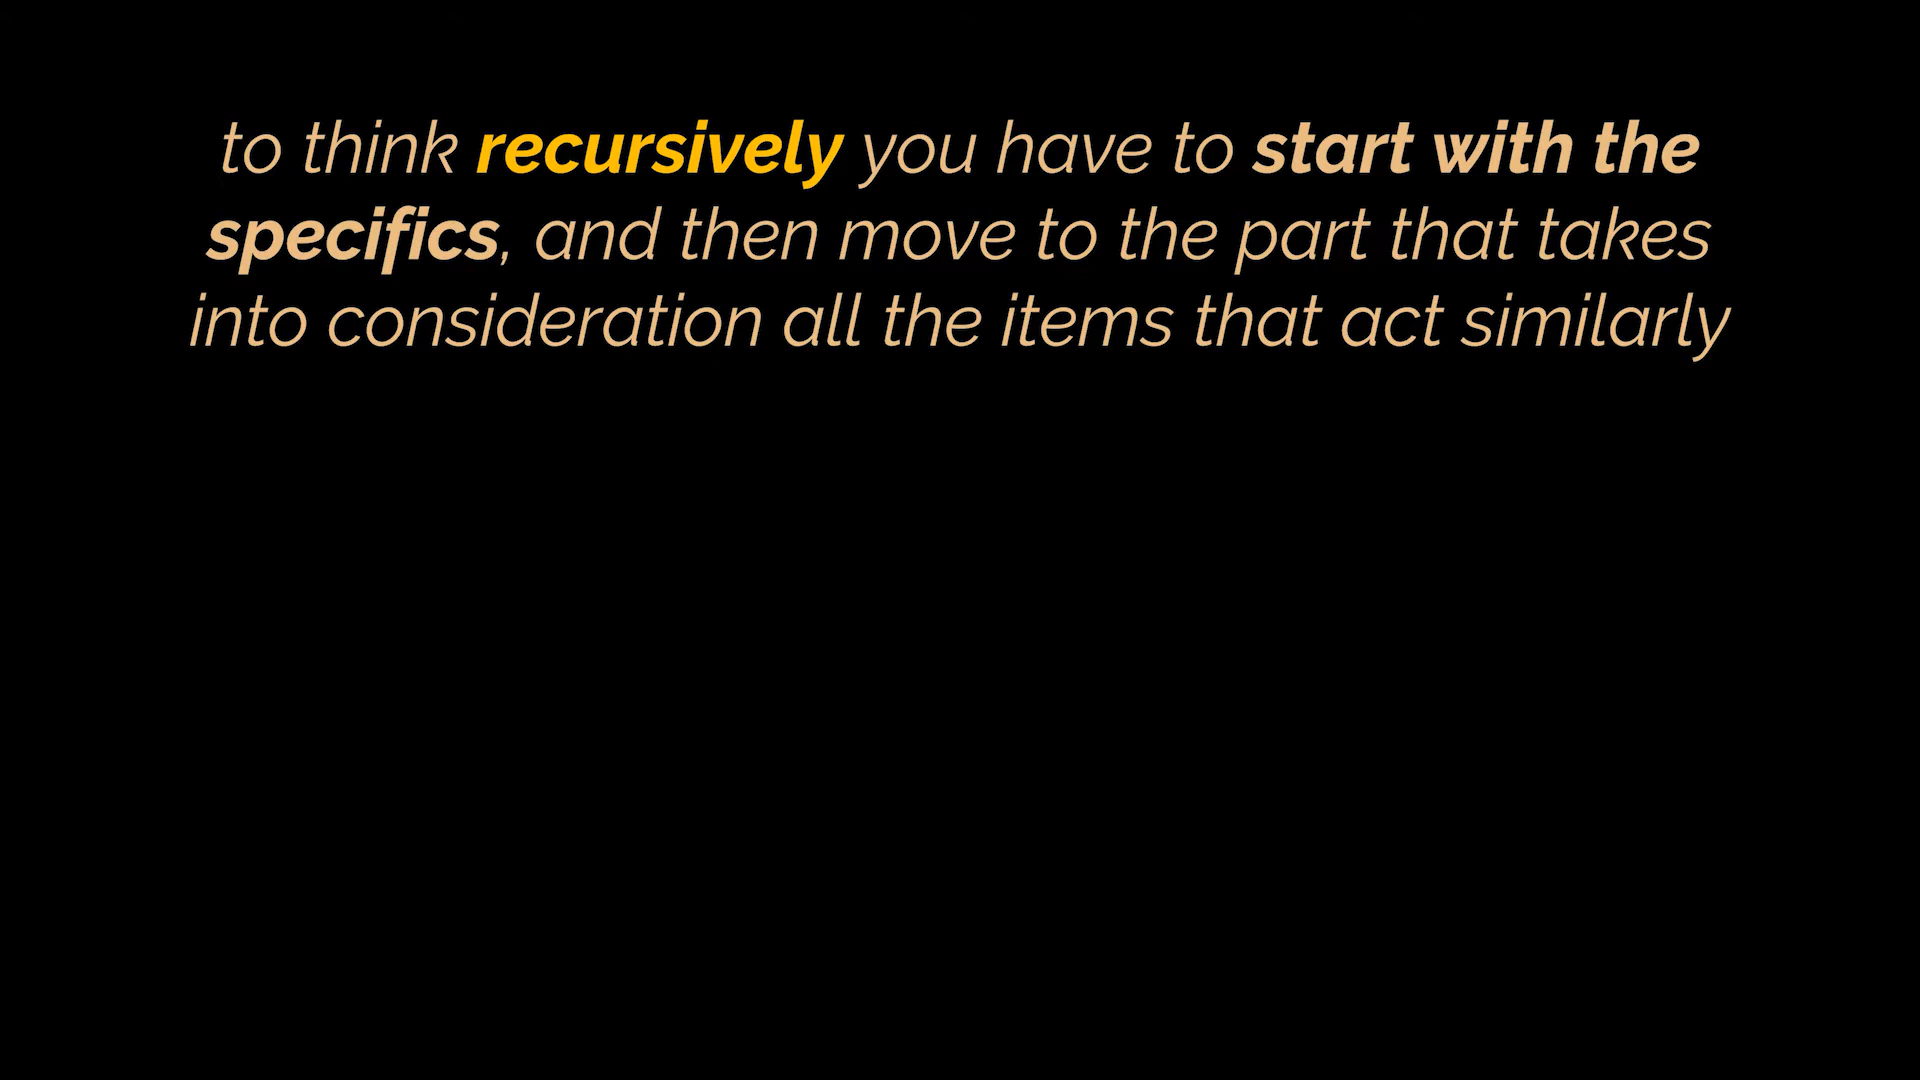 to think recursively you have to start with the
specifics, and then move to the part that takes
into consideration all the items that act similarly